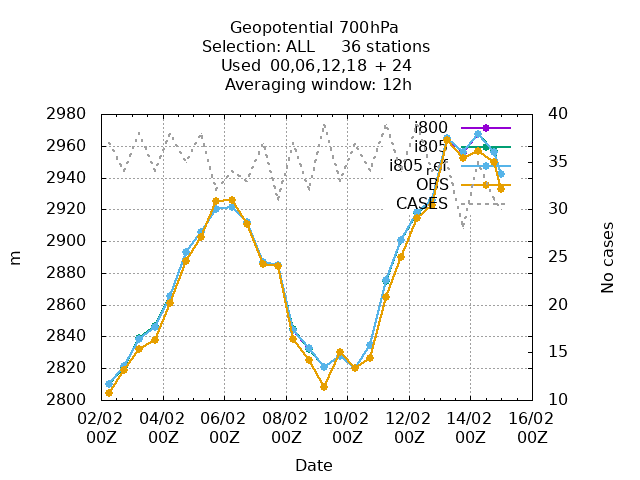 Geopotential 700hPa
Selection: ALL 36 stations
Used 00,06,12,18 + 24
Averaging window: 12h
2980
2960
2940
2920
2900
2880
2860
2840
2820
2800
m
40
35
30
25
20
15
10
No cases
i800
i805
i805ref
OBS
CASES
02/02 04/02 06/02 08/02 10/02 12/02 14/02 16/02
00Z 00Z 00Z 00Z 00Z 00Z 00Z 00Z
Date